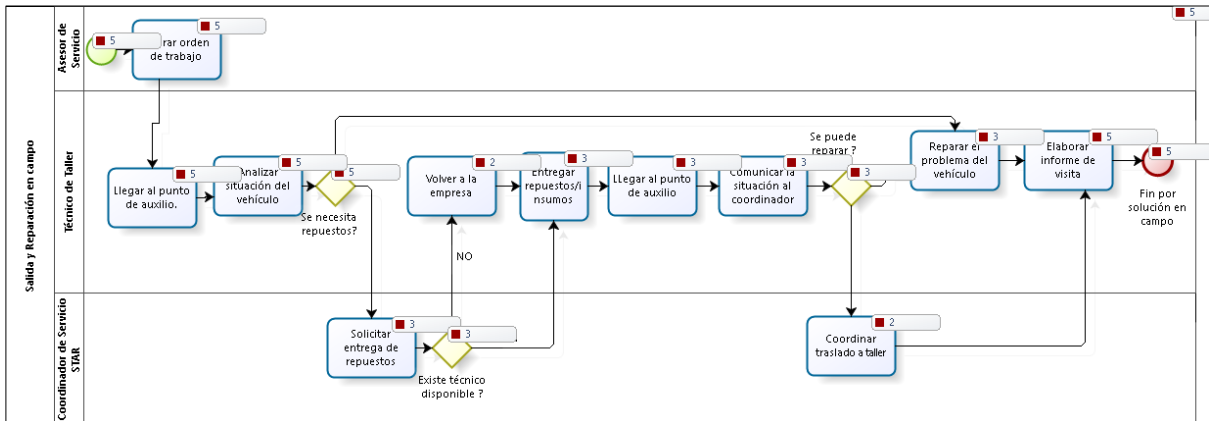 Salida y Reparación en campo
Asesor de
Servicio
5
5
5
rar orden
de trabajo
Técnico de Taller
5
Llegar al punto
de auxilio.
5
Analizar
situación del
vehículo
5
Se necesita
repuestos?
2
Volver a la
empresa
NO
3
Entregar
repuestos/i
nsumos
3
Llegar al punto
de auxilio
3
Comunicar la
situación al
coordinador
Se puede
reparar ?
3
3
Reparar el
problema del
vehículo
5
Elaborar
informe de
visita
5
Fin por
solución en
campo
Coordinador de Servicio
STAR
3
Solicitar
entrega de
repuestos
3
Existe técnico
disponible ?
2
Coordinar
traslado a taller